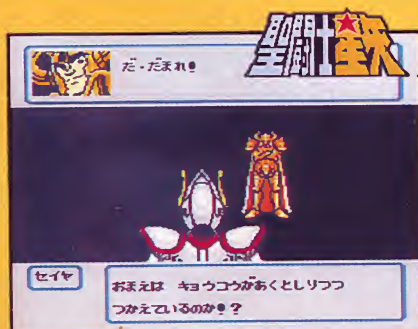 聖闘士星矢
だ-だまれ!
セイヤ
おまえは キョウコウがあくとしりつつ
つかえているのか!?